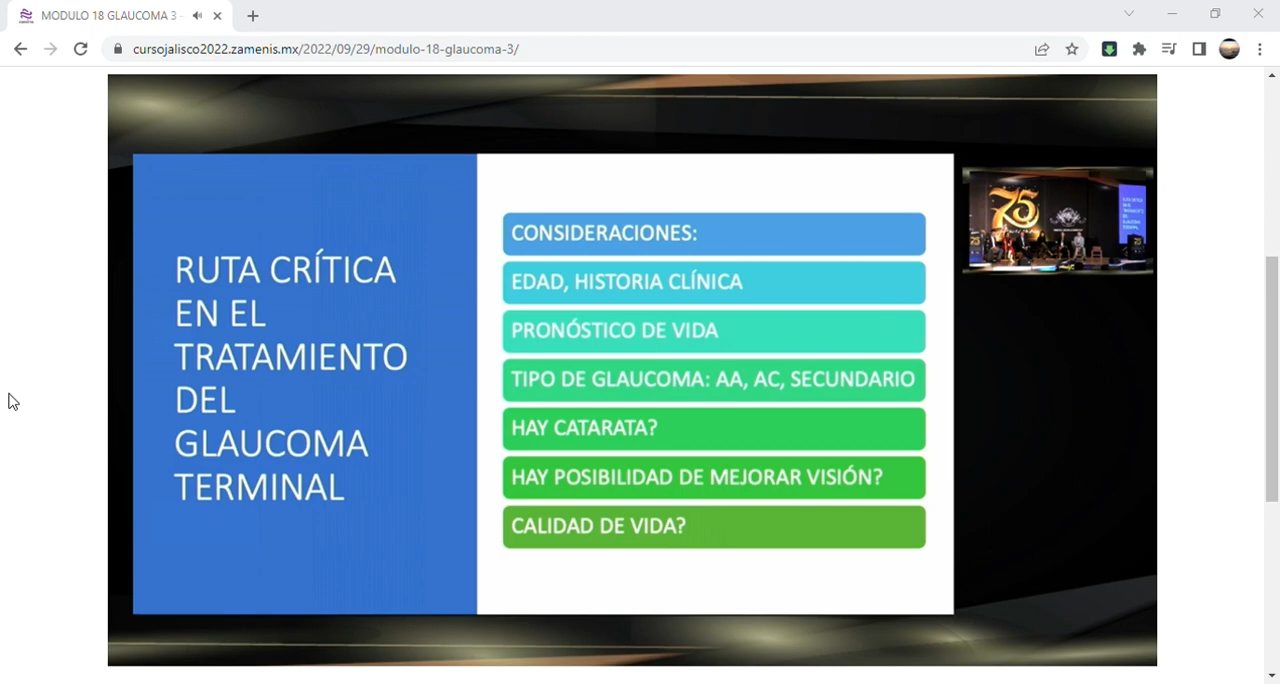 MODULO 18 GLAUCOMA 3 -
cursojalisco2022.zamenis.mx/2022/09/29/modulo-18-glaucoma-3/
RUTA CRÍTICA
EN EL
TRATAMIENTO
DEL
GLAUCOMA
TERMINAL
CONSIDERACIONES:
EDAD, HISTORIA CLÍNICA
PRONÓSTICO DE VIDA
TIPO DE GLAUCOMA: AA, AC, SECUNDARIO
HAY CATARATA?
HAY POSIBILIDAD DE MEJORAR VISIÓN?
CALIDAD DE VIDA?
75